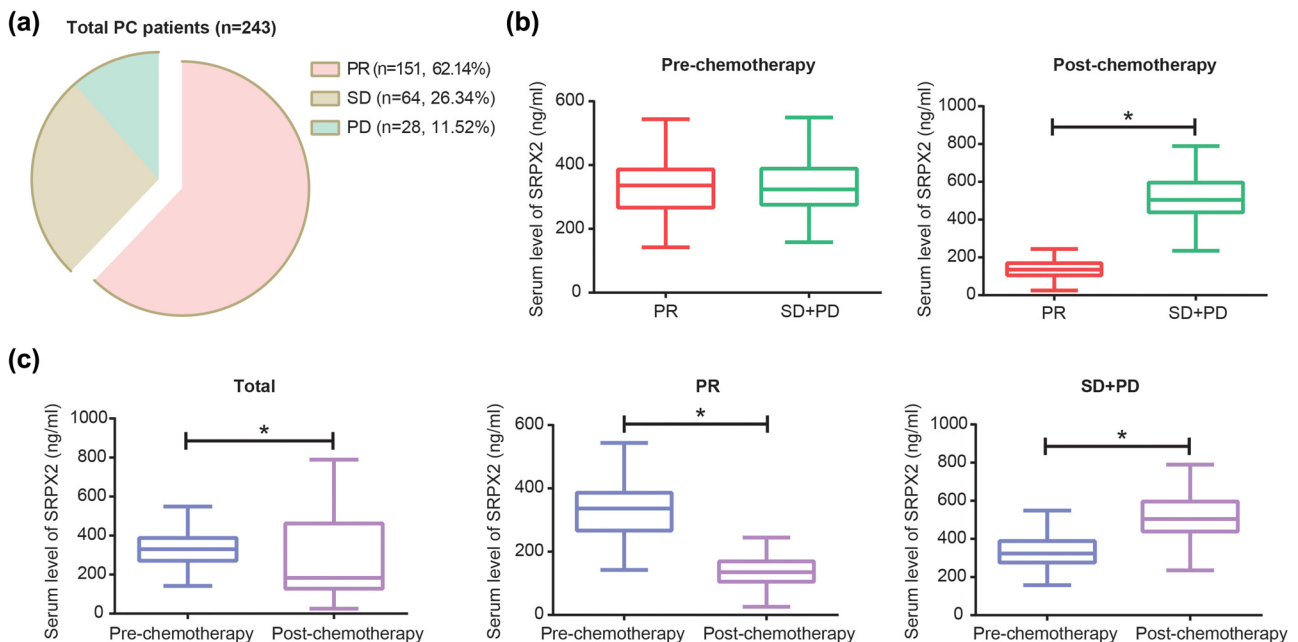 (a)
Total PC patients (n=243)
PR (n=151, 62.14%)
SD (n=64, 26.34%)
PD (n=28, 11.52%)
(b)
Pre-chemotherapy
Serum level of SRPX2 (ng/ml)
600
400
200
0
PR
SD+PD
Post-chemotherapy
Serum level of SRPX2 (ng/ml)
1000
800
600
400
200
0
*
PR
SD+PD
(c)
Total
Serum level of SRPX2 (ng/ml)
1000
800
600
400
200
0
*
Pre-chemotherapy
Post-chemotherapy
PR
Serum level of SRPX2 (ng/ml)
600
400
200
0
*
Pre-chemotherapy
Post-chemotherapy
SD+PD
Serum level of SRPX2 (ng/ml)
1000
800
600
400
200
0
*
Pre-chemotherapy
Post-chemotherapy